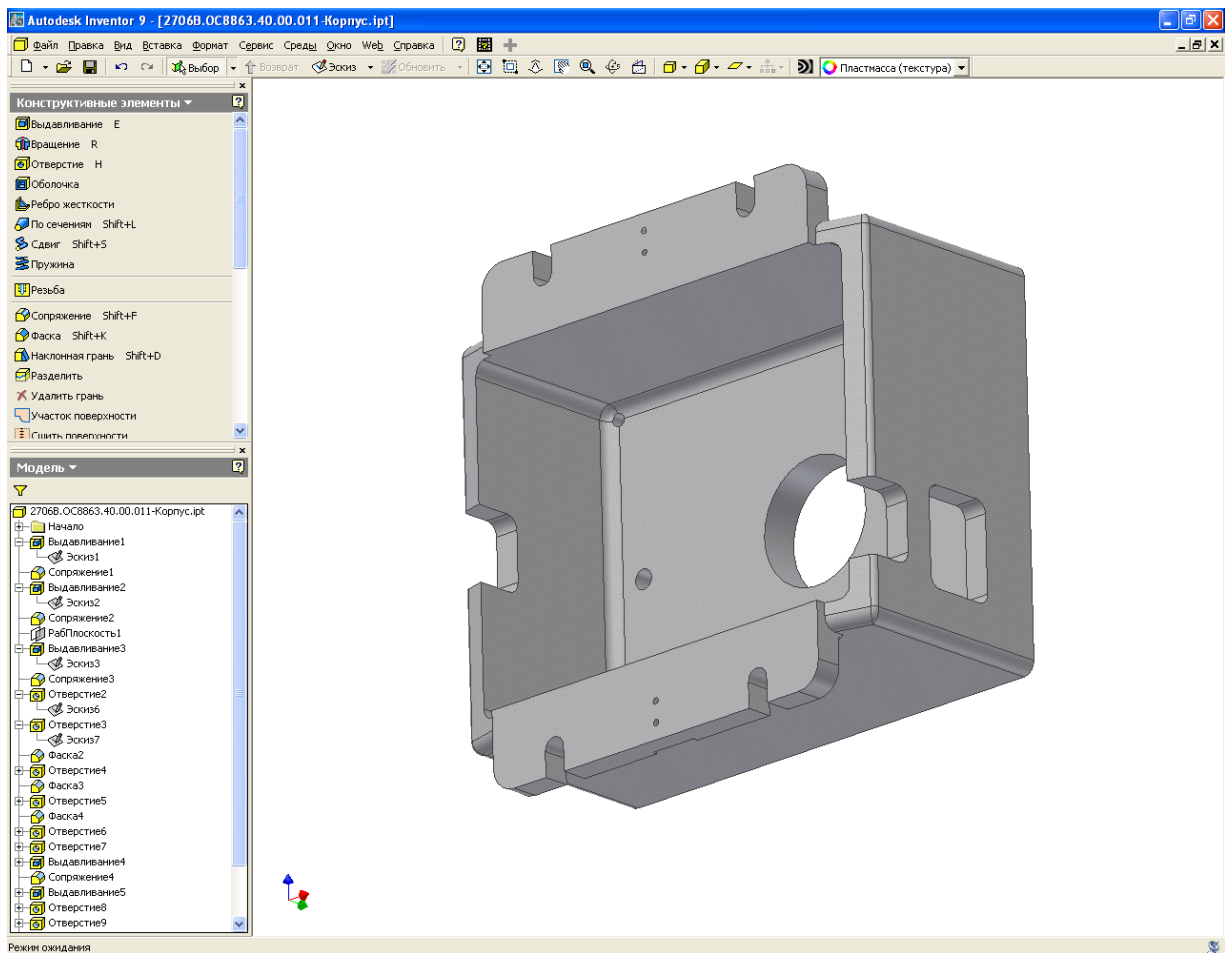 Autodesk Inventor 9 - [2706В.ОС8863.40.00.011-Корпус.ipt]
Файл Правка Вид Вставка Формат Сервис Среды Окно Web Справка
Выбор Возврат Эскиз Обновить Пластмасса (текстура)
Конструктивные элементы
Выдавливание E
Вращение R
Отверстие H
Оболочка
Ребро жесткости
По сечениям Shift+L
Сдвиг Shift+S
Пружина
Резьба
Сопряжение Shift+F
Фаска Shift+K
Наклонная грань Shift+D
Разделить
Удалить грань
Участок поверхности
Сшить поверхности
Модель
2706В.ОС8863.40.00.011-Корпус.ipt
Начало
Выдавливание1
Эскиз1
Сопряжение1
Выдавливание2
Эскиз2
Сопряжение2
РабПлоскость1
Выдавливание3
Эскиз3
Сопряжение3
Отверстие2
Эскиз6
Отверстие3
Эскиз7
Фаска2
Отверстие4
Фаска3
Отверстие5
Фаска4
Отверстие6
Отверстие7
Выдавливание4
Сопряжение4
Выдавливание5
Отверстие8
Отверстие9
Режим ожидания